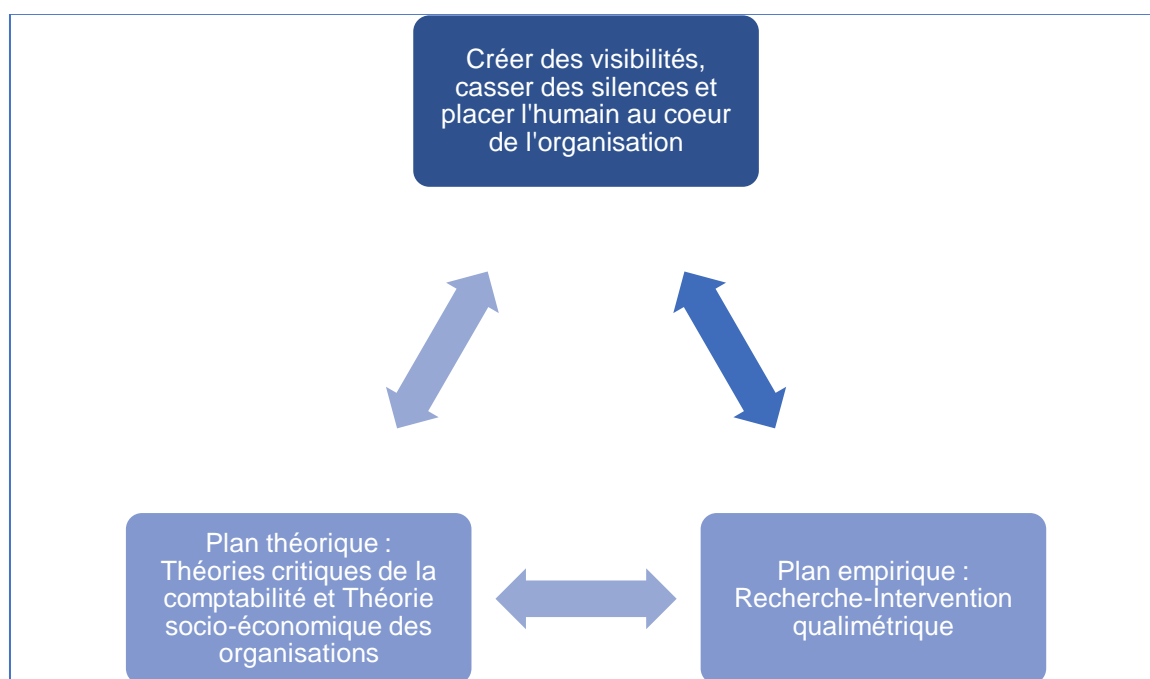 Créer des visibilités,
casser des silences et
placer l'humain au coeur
de l'organisation
Plan théorique :
Théories critiques de la
comptabilité et Théorie
socio-économique des
organisations
Plan empirique :
Recherche-Intervention
qualimétrique